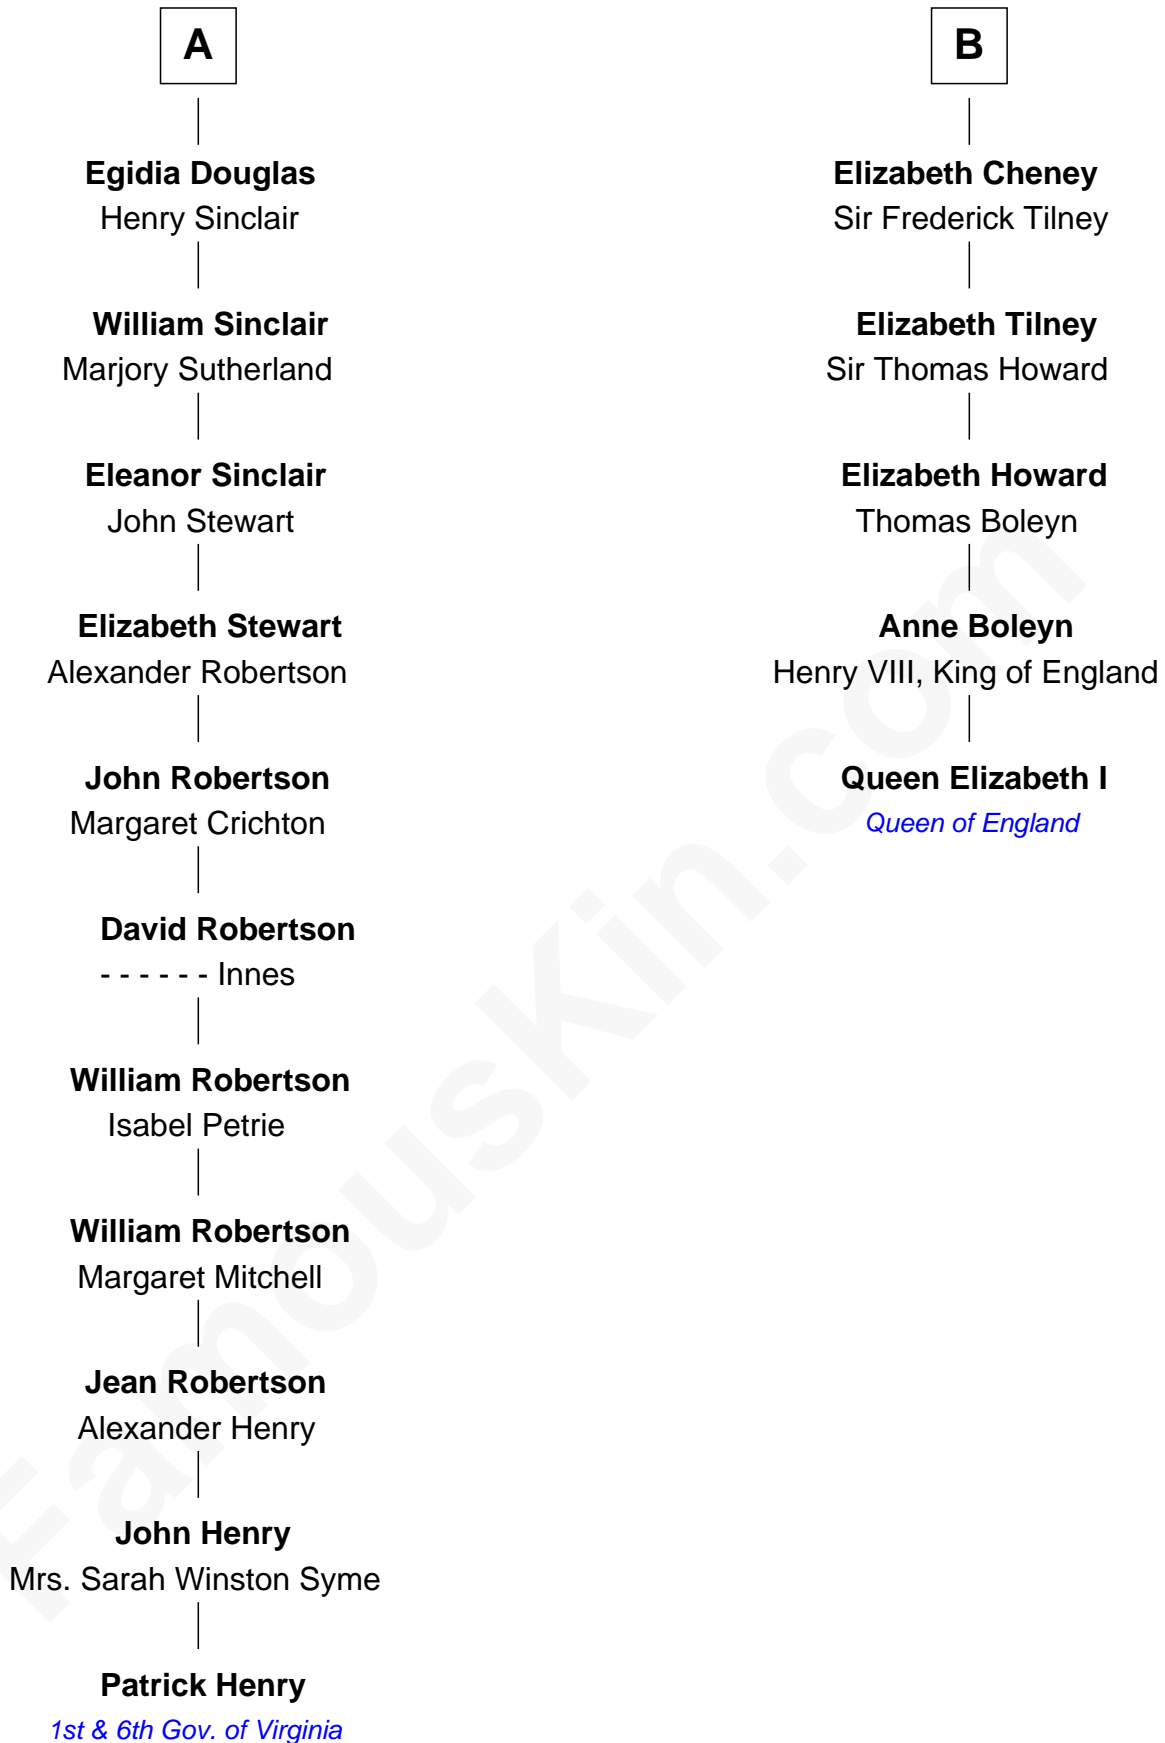 A
Egidia Douglas
Henry Sinclair
William Sinclair
Marjory Sutherland
Eleanor Sinclair
John Stewart
Elizabeth Stewart
Alexander Robertson
John Robertson
Margaret Crichton
David Robertson
- - - - - - Innes
William Robertson
Isabel Petrie
William Robertson
Margaret Mitchell
Jean Robertson
Alexander Henry
John Henry
Mrs. Sarah Winston Syme
Patrick Henry
1st & 6th Gov. of Virginia
B
Elizabeth Cheney
Sir Frederick Tilney
Elizabeth Tilney
Sir Thomas Howard
Elizabeth Howard
Thomas Boleyn
Anne Boleyn
Henry VIII, King of England
Queen Elizabeth I
Queen of England
FamousKin.com